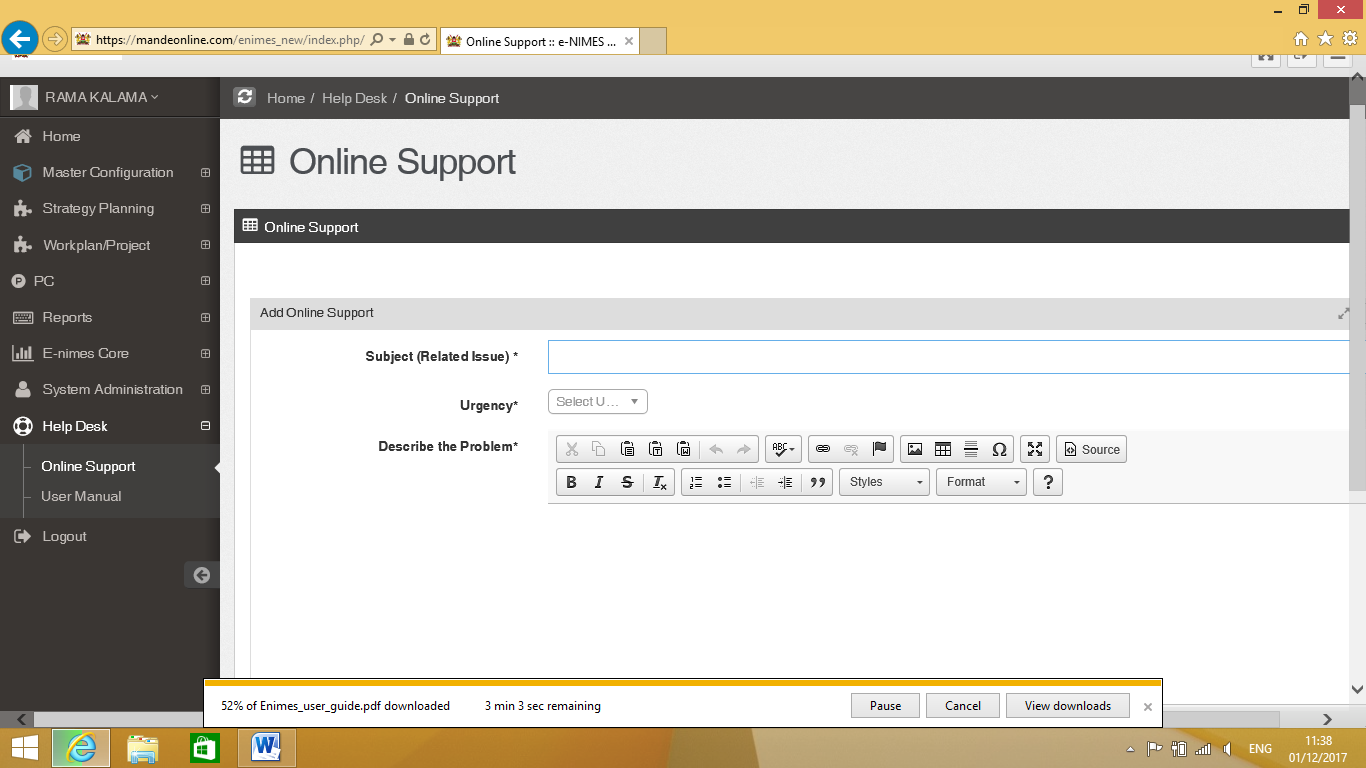 https://mandeonline.com/enimes_new/index.php/
Online Support :: e-NIMES ...
RAMA KALAMA
Home / Help Desk / Online Support
Home
Master Configuration
Strategy Planning
Workplan/Project
PC
Reports
E-nimes Core
System Administration
Help Desk
Online Support
User Manual
Logout
Online Support
Online Support
Add Online Support
Subject (Related Issue) *
Urgency*
Select U...
Describe the Problem*
ABC
Source
B I S Tx
Styles
Format
?
52% of Enimes_user_guide.pdf downloaded 3 min 3 sec remaining
Pause
Cancel
View downloads
ENG
11:38
01/12/2017